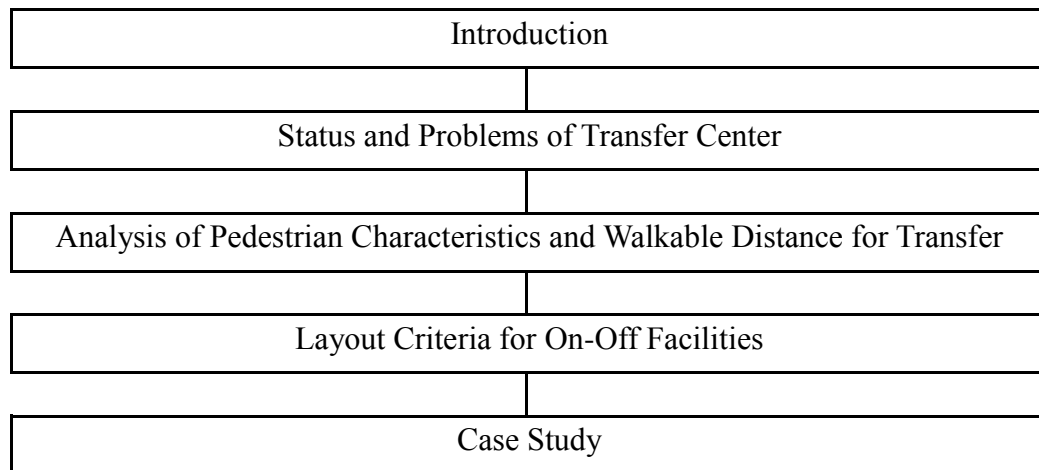 Introduction
Status and Problems of Transfer Center
Analysis of Pedestrian Characteristics and Walkable Distance for Transfer
Layout Criteria for On-Off Facilities
Case Study